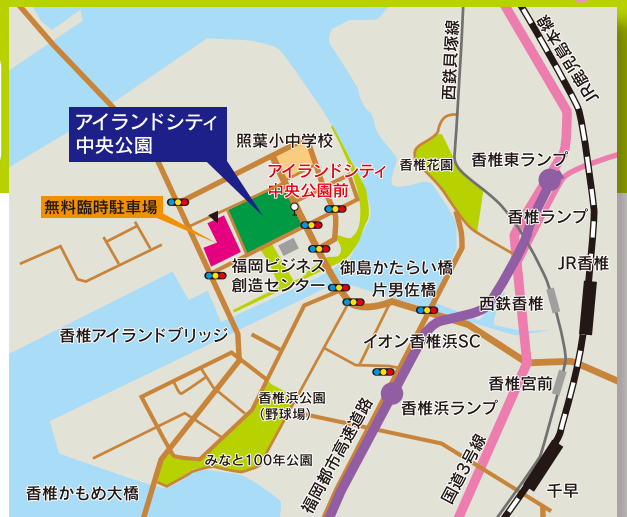 西鉄貝塚線
JR鹿児島本線
アイランドシティ
中央公園
照葉小中学校
アイランドシティ
中央公園前
香椎花園
香椎東ランプ
無料臨時駐車場
香椎ランプ
福岡ビジネス
創造センター
御島かたらい橋
片男佐橋
JR香椎
西鉄香椎
香椎アイランドブリッジ
イオン香椎浜SC
香椎宮前
香椎浜公園
(野球場)
香椎浜ランプ
福岡都市高速道路
国道3号線
みなと100年公園
香椎かもめ大橋
千早